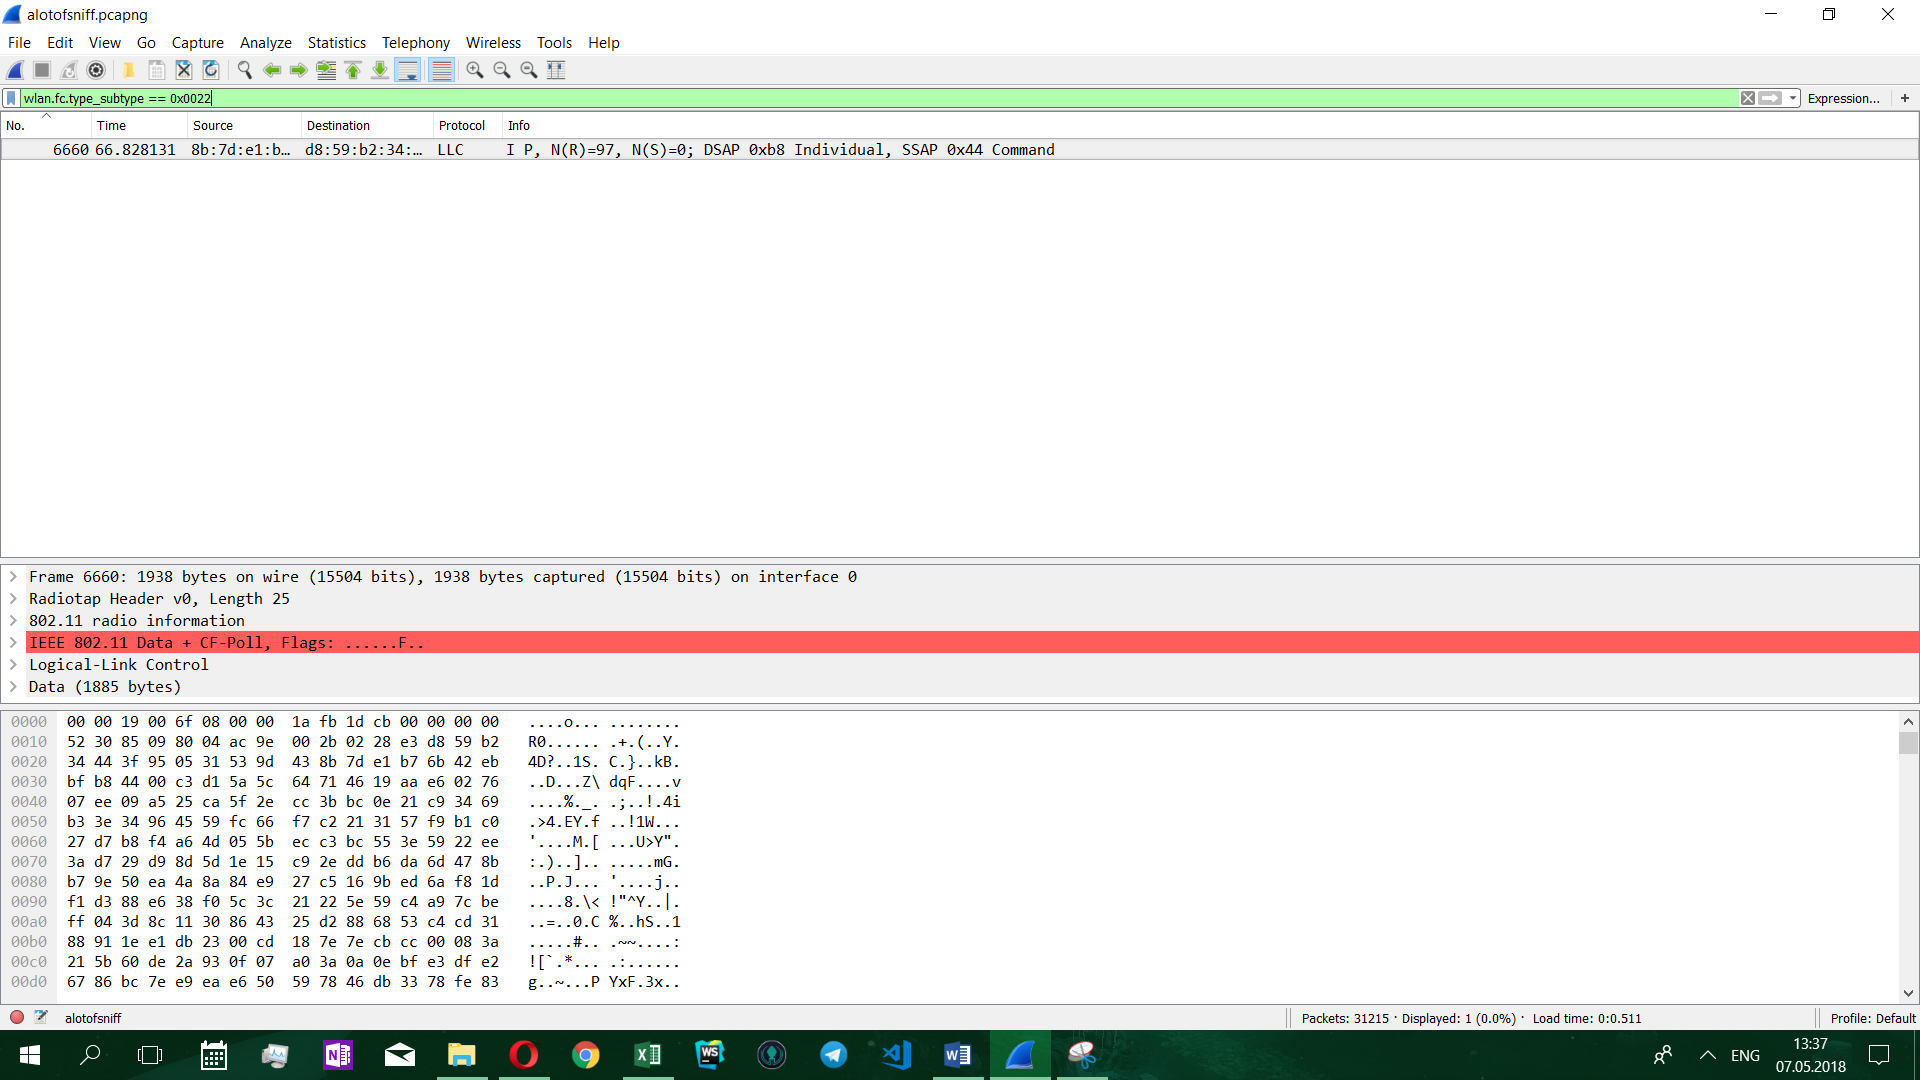 alotofsniff.pcapng
File Edit View Go Capture Analyze Statistics Telephony Wireless Tools Help
wlan.fc.type_subtype == 0x0022 Expression... +
No. Time Source Destination Protocol Info
6660 66.828131 8b:7d:e1:b… d8:59:b2:34:… LLC I P, N(R)=97, N(S)=0; DSAP 0xb8 Individual, SSAP 0x44 Command
Frame 6660: 1938 bytes on wire (15504 bits), 1938 bytes captured (15504 bits) on interface 0
Radiotap Header v0, Length 25
802.11 radio information
IEEE 802.11 Data + CF-Poll, Flags: ......F..
Logical-Link Control
Data (1885 bytes)
0000 00 00 19 00 6f 08 00 00 1a fb 1d cb 00 00 00 00 ....o... ........
0010 52 30 85 09 80 04 ac 9e 00 2b 02 28 e3 d8 59 b2 R0...... .+.(..Y.
0020 34 44 3f 95 05 31 53 9d 43 8b 7d e1 b7 6b 42 eb 4D?..1S. C.}..kB.
0030 bf b8 44 00 c3 d1 5a 5c 64 71 46 19 aa e6 02 76 ..D...Z\ dqF....v
0040 07 ee 09 a5 25 ca 5f 2e cc 3b bc 0e 21 c9 34 69 ....%._. .;..!.4i
0050 b3 3e 34 96 45 59 fc 66 f7 c2 21 31 57 f9 b1 c0 .>4.EY.f ..!1W...
0060 27 d7 b8 f4 a6 4d 05 5b ec c3 bc 55 3e 59 22 ee '....M.[ ...U>Y".
0070 3a d7 29 d9 8d 5d 1e 15 c9 2e dd b6 da 6d 47 8b :.)..].. .....mG.
0080 b7 9e 50 ea 4a 8a 84 e9 27 c5 16 9b ed 6a f8 1d ..P.J... '....j..
0090 f1 d3 88 e6 38 f0 5c 3c 21 22 5e 59 c4 a9 7c be ....8.\< !"^Y..|.
00a0 ff 04 3d 8c 11 30 86 43 25 d2 88 68 53 c4 cd 31 ..=..0.C %..hS..1
00b0 88 91 1e e1 db 23 00 cd 18 7e 7e cb cc 00 08 3a .....#.. .~~....:
00c0 21 5b 60 de 2a 93 0f 07 a0 3a 0a 0e bf e3 df e2 ![`.*... .:......
00d0 67 86 bc 7e e9 ea e6 50 59 78 46 db 33 78 fe 83 g..~...P YxF.3x..
alotofsniff Packets: 31215 · Displayed: 1 (0.0%) · Load time: 0:0.511 Profile: Default
ENG 13:37
07.05.2018